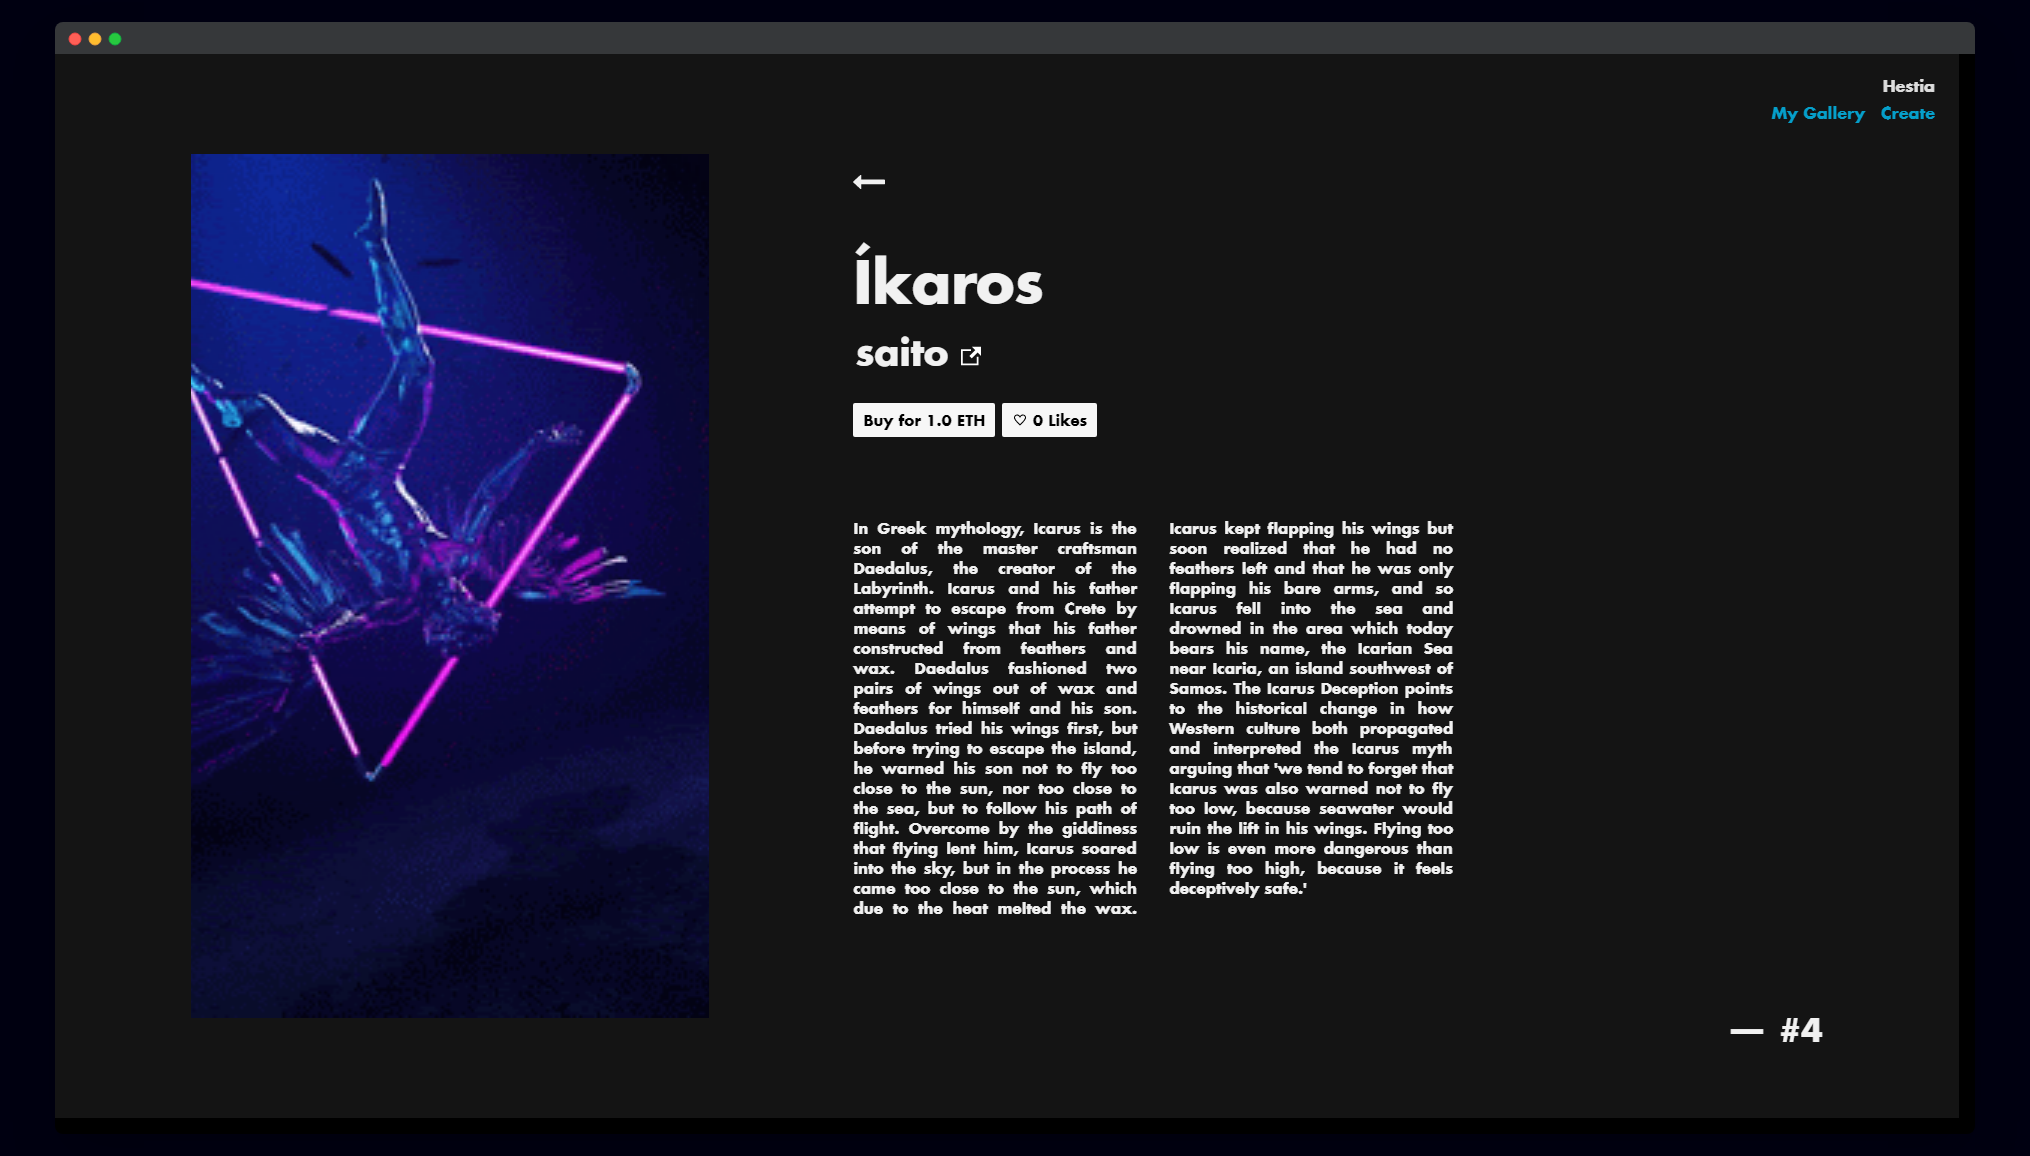 Hestia
My Gallery Create
Íkaros
saito
Buy for 1.0 ETH
0 Likes
In Greek mythology, Icarus is the
son of the master craftsman
Daedalus, the creator of the
Labyrinth. Icarus and his father
attempt to escape from Crete by
means of wings that his father
constructed from feathers and
wax. Daedalus fashioned two
pairs of wings out of wax and
feathers for himself and his son.
Daedalus tried his wings first, but
before trying to escape the island,
he warned his son not to fly too
close to the sun, nor too close to
the sea, but to follow his path of
flight. Overcome by the giddiness
that flying lent him, Icarus soared
into the sky, but in the process he
came too close to the sun, which
due to the heat melted the wax.
Icarus kept flapping his wings but
soon realized that he had no
feathers left and that he was only
flapping his bare arms, and so
Icarus fell into the sea and
drowned in the area which today
bears his name, the Icarian Sea
near Icaria, an island southwest of
Samos. The Icarus Deception points
to the historical change in how
Western culture both propagated
and interpreted the Icarus myth
arguing that 'we tend to forget that
Icarus was also warned not to fly
too low, because seawater would
ruin the lift in his wings. Flying too
low is even more dangerous than
flying too high, because it feels
deceptively safe.'
— #4